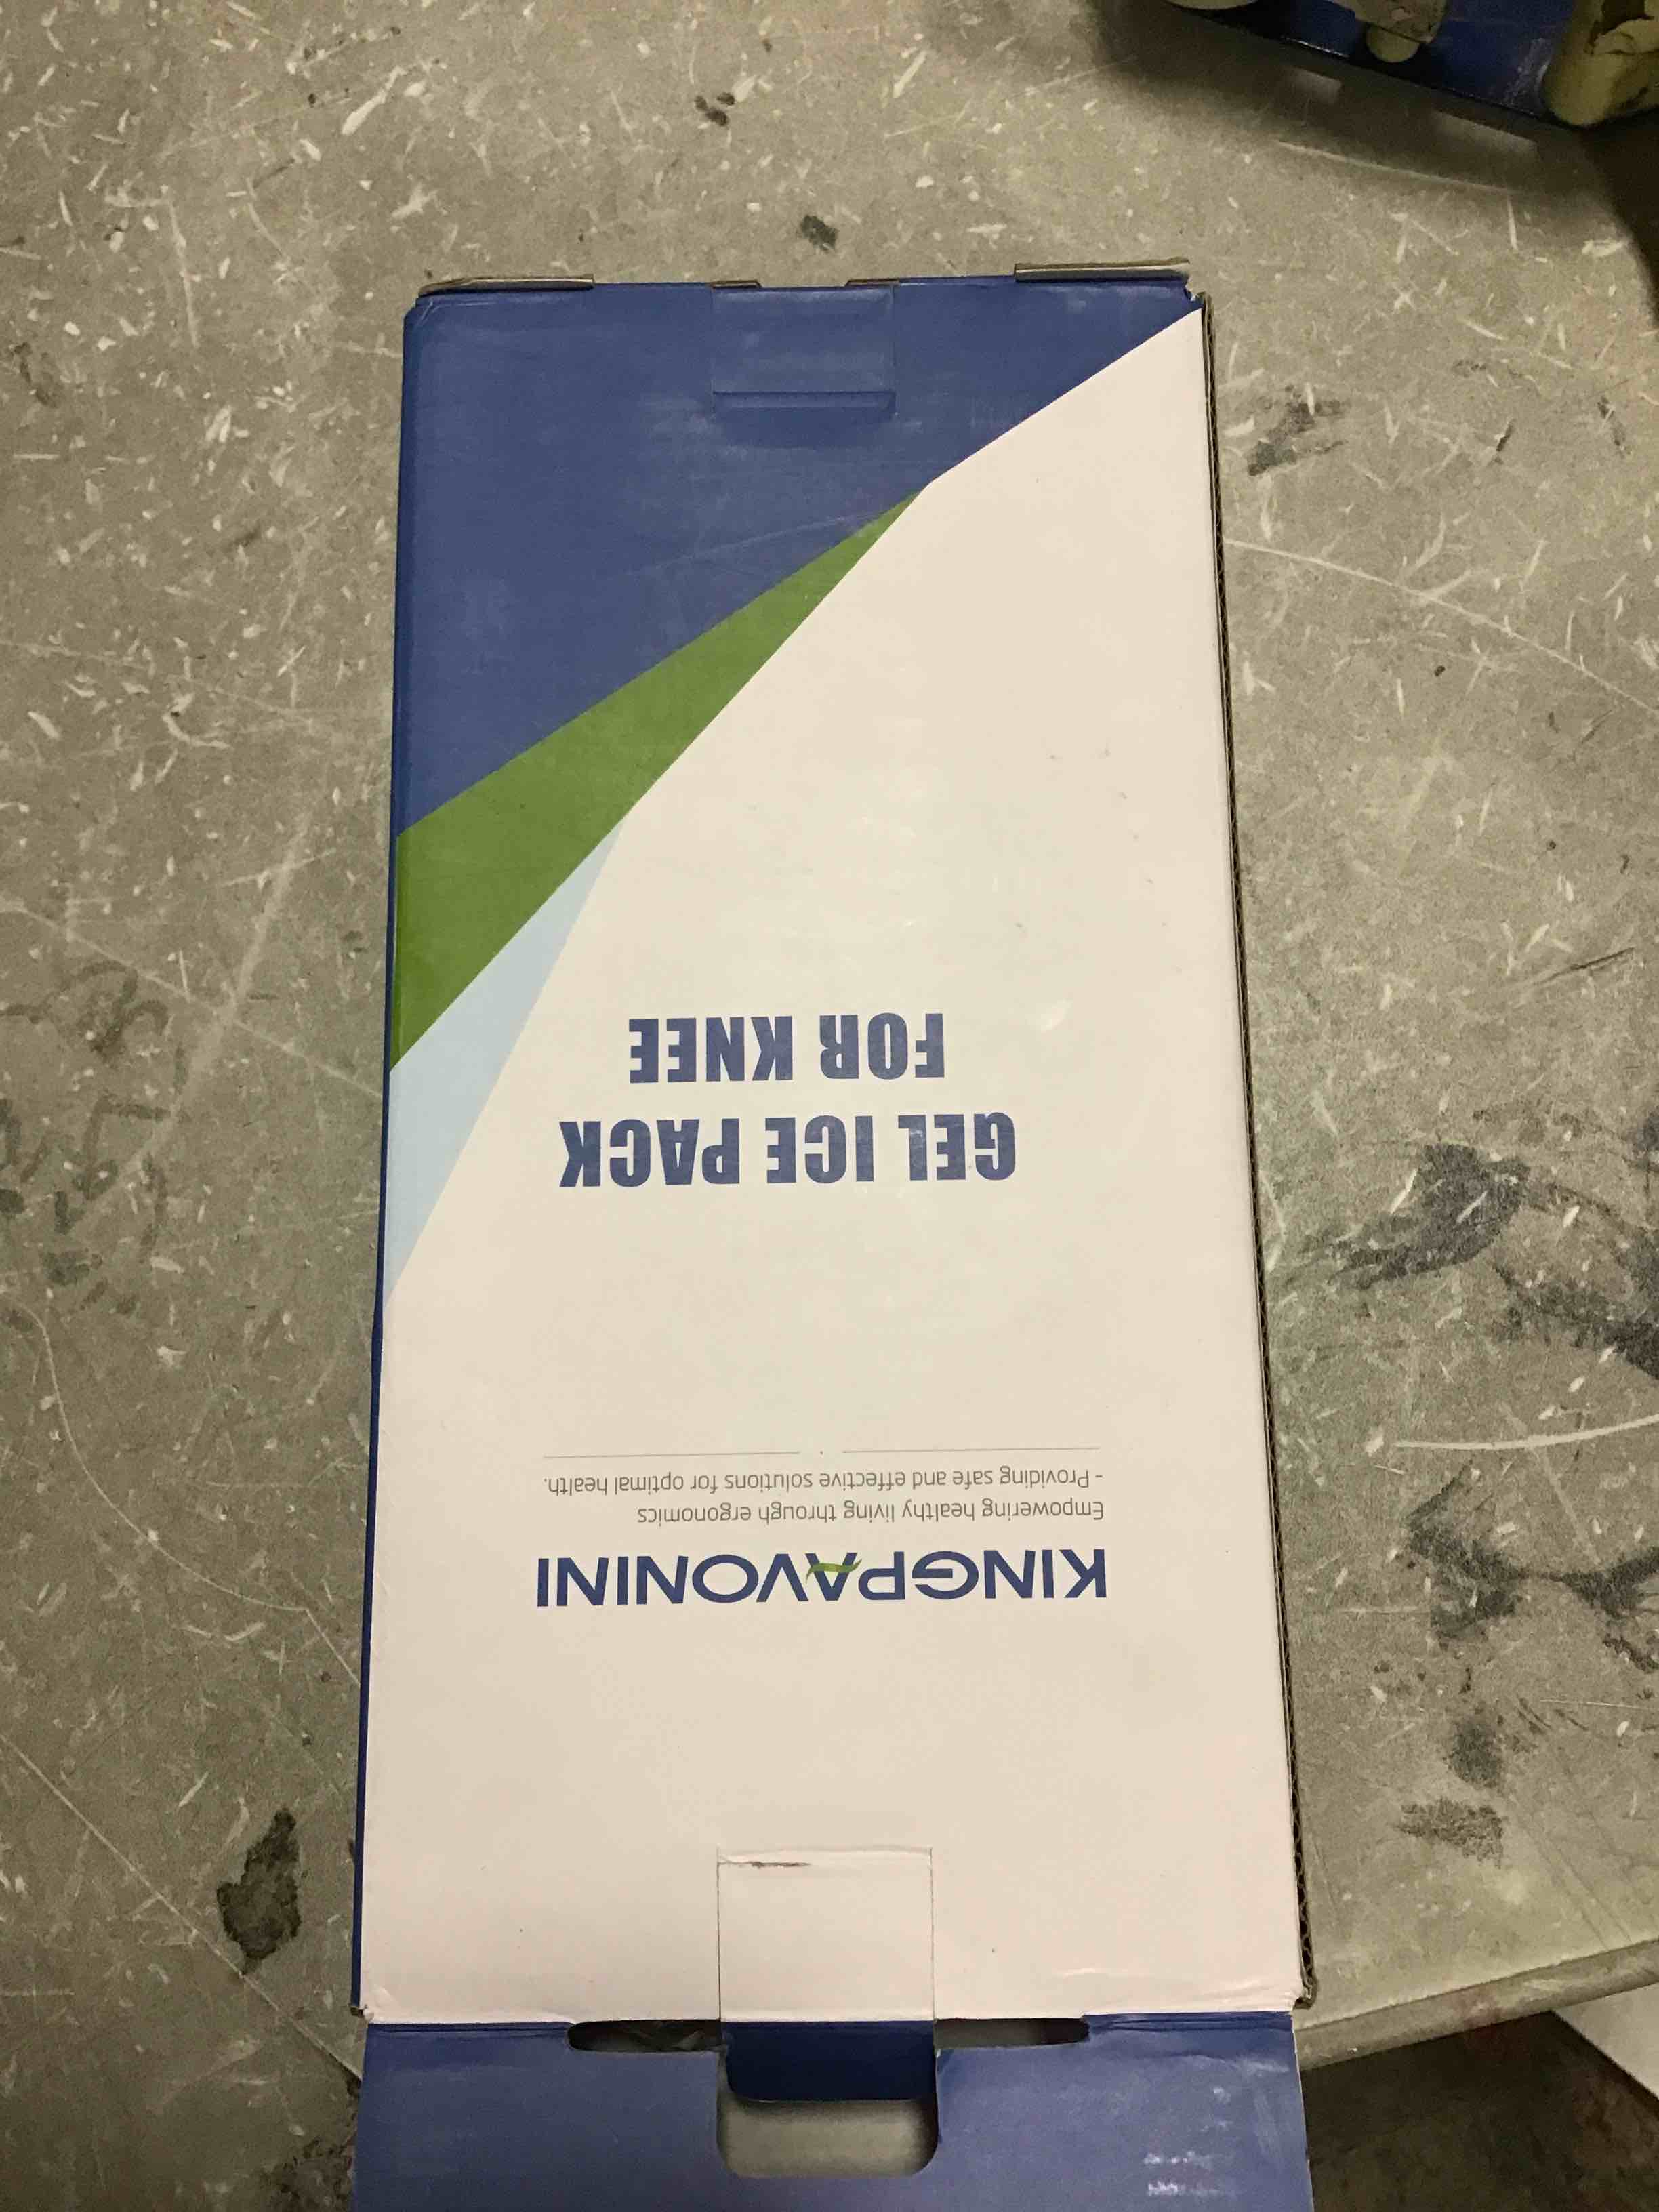 KINGPAVONINI
Empowering healthy living through ergonomics
- Providing safe and effective solutions for optimal health.
GEL ICE PACK
FOR KNEE